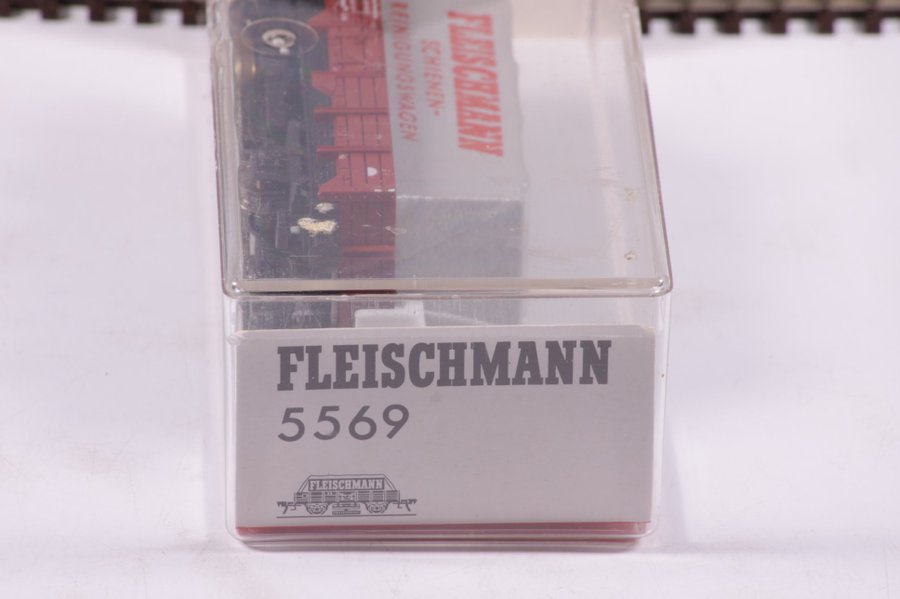 FLEISCHMANN
SCHIENEN-
REINIGUNGSWAGEN
FLEISCHMANN
5569
FLEISCHMANN